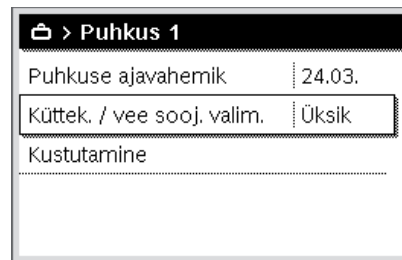 > Puhkus 1
Puhkuse ajavahemik 24.03.
Küttek. / vee sooj. valim. Üksik
Kustutamine